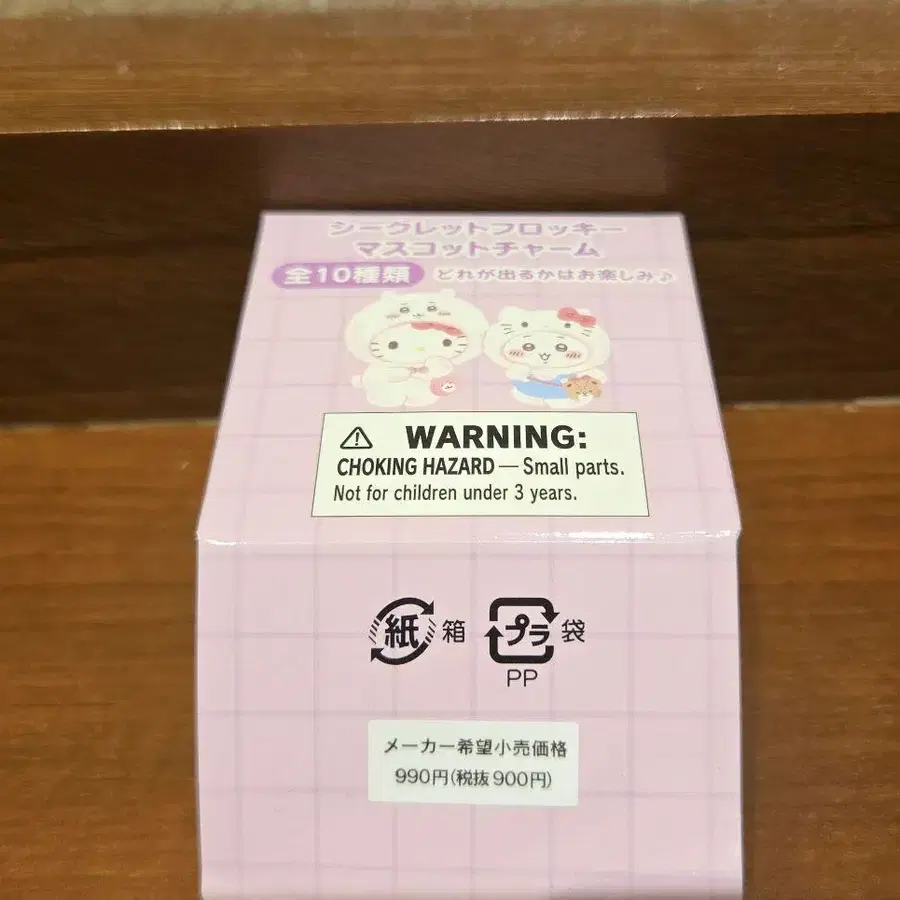 シークレットフロッキー
マスコットチャーム
全10種類 どれが出るかはお楽しみ♪
⚠ WARNING:
CHOKING HAZARD — Small parts.
Not for children under 3 years.
紙 箱 プラ 袋
PP
メーカー希望小売価格
990円(税抜900円)